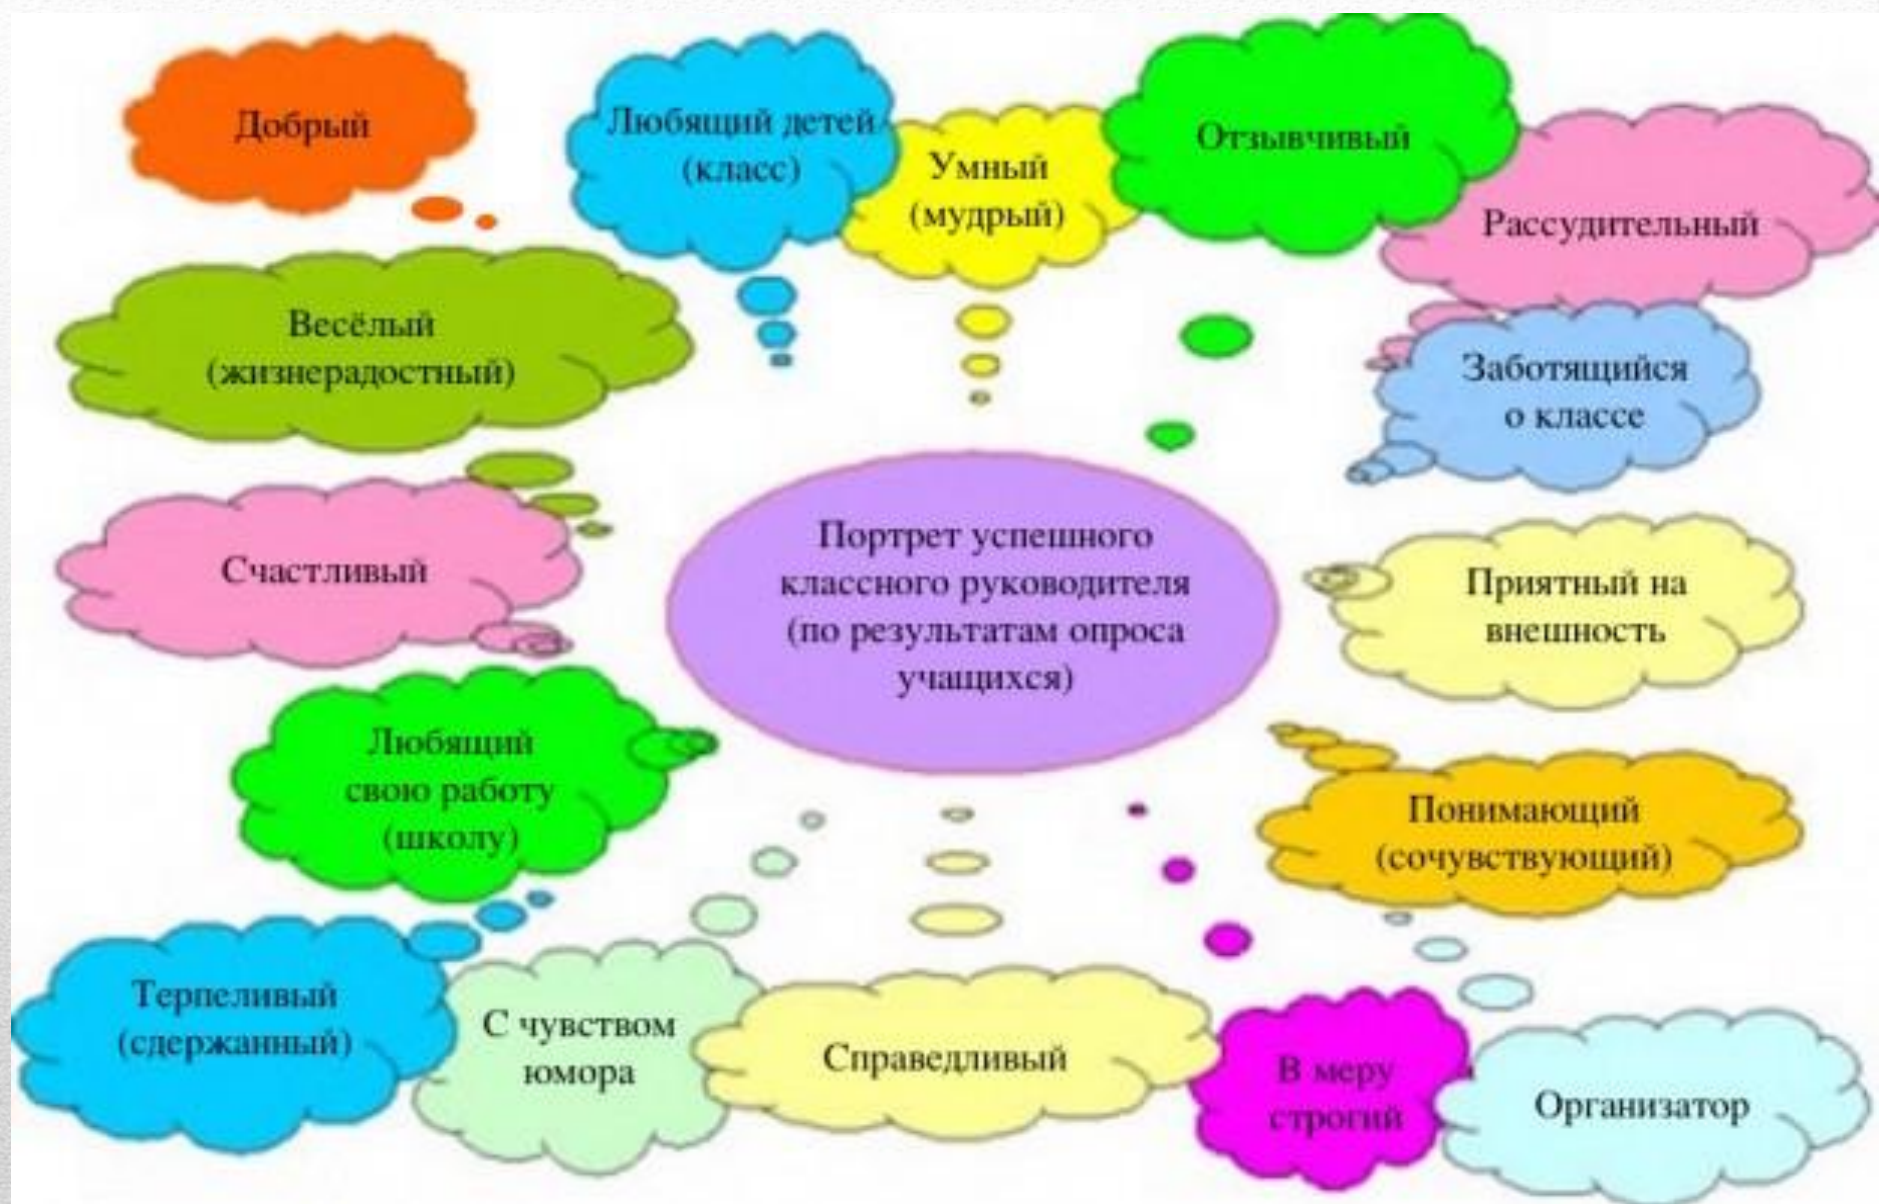 Добрый
Любящий детей
(класс)
Умный
(мудрый)
Отзывчивый
Рассудительный
Весёлый
(жизнерадостный)
Заботящийся
о классе
Счастливый
Портрет успешного
классного руководителя
(по результатам опроса
учащихся)
Приятный на
внешность
Любящий
свою работу
(школу)
Понимающий
(сочувствующий)
Терпеливый
(сдержанный)
С чувством
юмора
Справедливый
В меру
строгий
Организатор